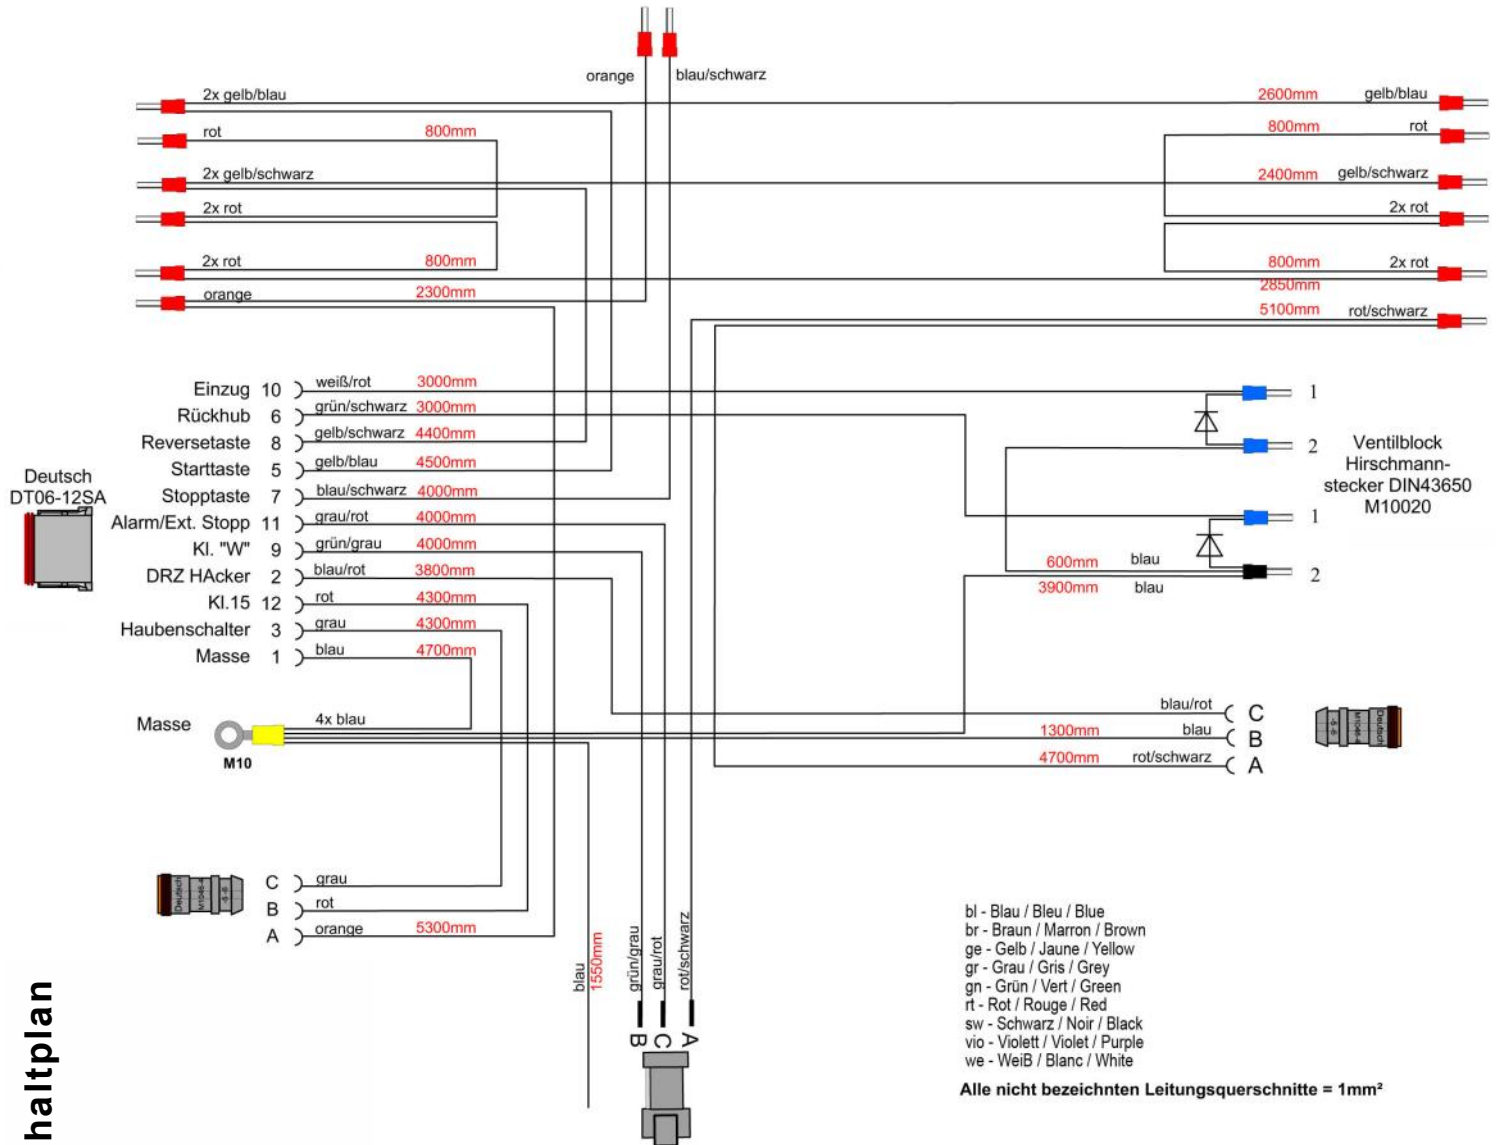 orange
blau/schwarz
2x gelb/blau
2600mm
gelb/blau
rot
800mm
800mm
rot
2x gelb/schwarz
2400mm
gelb/schwarz
2x rot
2x rot
2x rot
800mm
800mm
2x rot
2850mm
orange
2300mm
5100mm
rot/schwarz
Deutsch
DT06-12SA
Einzug 10 weiß/rot 3000mm
Rückhub 6 grün/schwarz 3000mm
Reversetaste 8 gelb/schwarz 4400mm
Starttaste 5 gelb/blau 4500mm
Stopptaste 7 blau/schwarz 4000mm
Alarm/Ext. Stopp 11 grau/rot 4000mm
Kl. "W" 9 grün/grau 4000mm
DRZ HAcker 2 blau/rot 3800mm
Kl.15 12 rot 4300mm
Haubenschalter 3 grau 4300mm
Masse 1 blau 4700mm
1
2
1
2
Ventilblock
Hirschmann-
stecker DIN43650
M10020
600mm blau
3900mm blau
Masse
4x blau
M10
blau/rot C
1300mm blau B
4700mm rot/schwarz A
Deutsch
C grau
B rot
A orange 5300mm
Deutsch
blau
1550mm
grün/grau
grau/rot
rot/schwarz
B
C
A
bl - Blau / Bleu / Blue
br - Braun / Marron / Brown
ge - Gelb / Jaune / Yellow
gr - Grau / Gris / Grey
gn - Grün / Vert / Green
rt - Rot / Rouge / Red
sw - Schwarz / Noir / Black
vio - Violett / Violet / Purple
we - WeiB / Blanc / White
Alle nicht bezeichnten Leitungsquerschnitte = 1mm²
haltplan